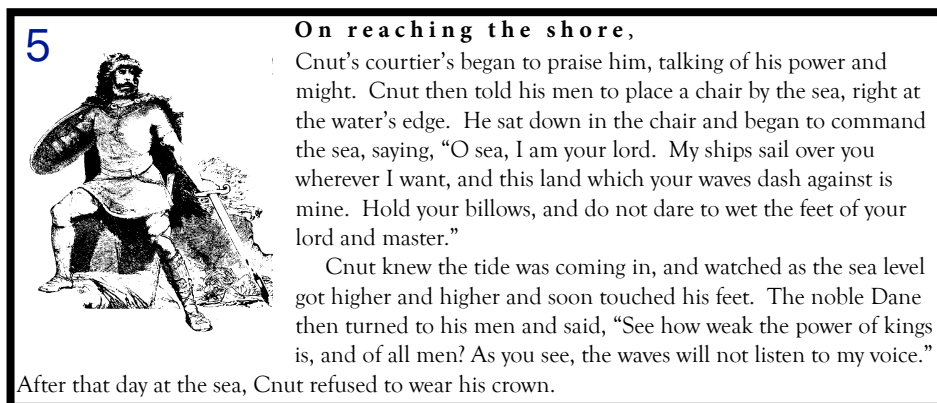 5
On reaching the shore,
Cnut's courtier's began to praise him, talking of his power and
might. Cnut then told his men to place a chair by the sea, right at
the water's edge. He sat down in the chair and began to command
the sea, saying, “O sea, I am your lord. My ships sail over you
wherever I want, and this land which your waves dash against is
mine. Hold your billows, and do not dare to wet the feet of your
lord and master.”
Cnut knew the tide was coming in, and watched as the sea level
got higher and higher and soon touched his feet. The noble Dane
then turned to his men and said, “See how weak the power of kings
is, and of all men? As you see, the waves will not listen to my voice.”
After that day at the sea, Cnut refused to wear his crown.